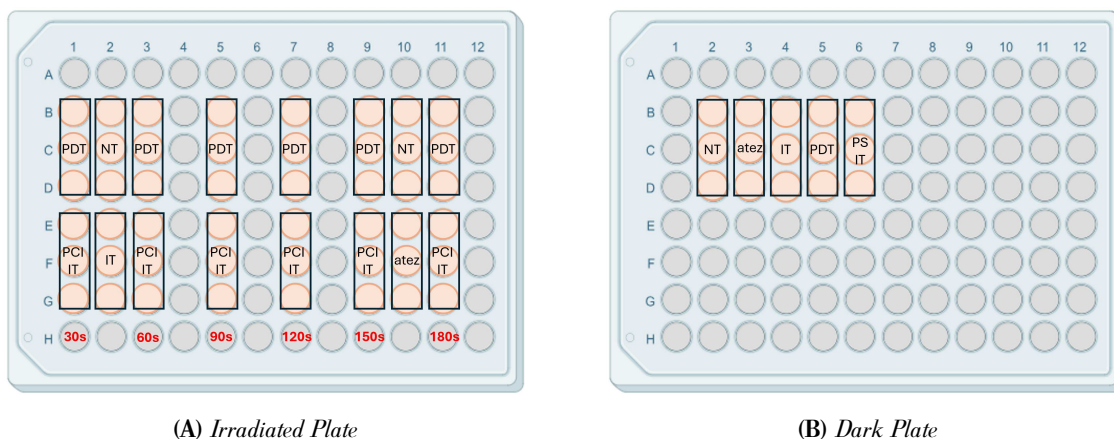 1 2 3 4 5 6 7 8 9 10 11 12
A
B
C PDT NT PDT PDT PDT PDT NT PDT
D
E
F PCI IT IT PCI IT PCI IT PCI IT PCI IT atez PCI IT
G
H 30s 60s 90s 120s 150s 180s
(A) Irradiated Plate
1 2 3 4 5 6 7 8 9 10 11 12
A
B
C NT atez IT PDT PS IT
D
E
F
G
H
(B) Dark Plate